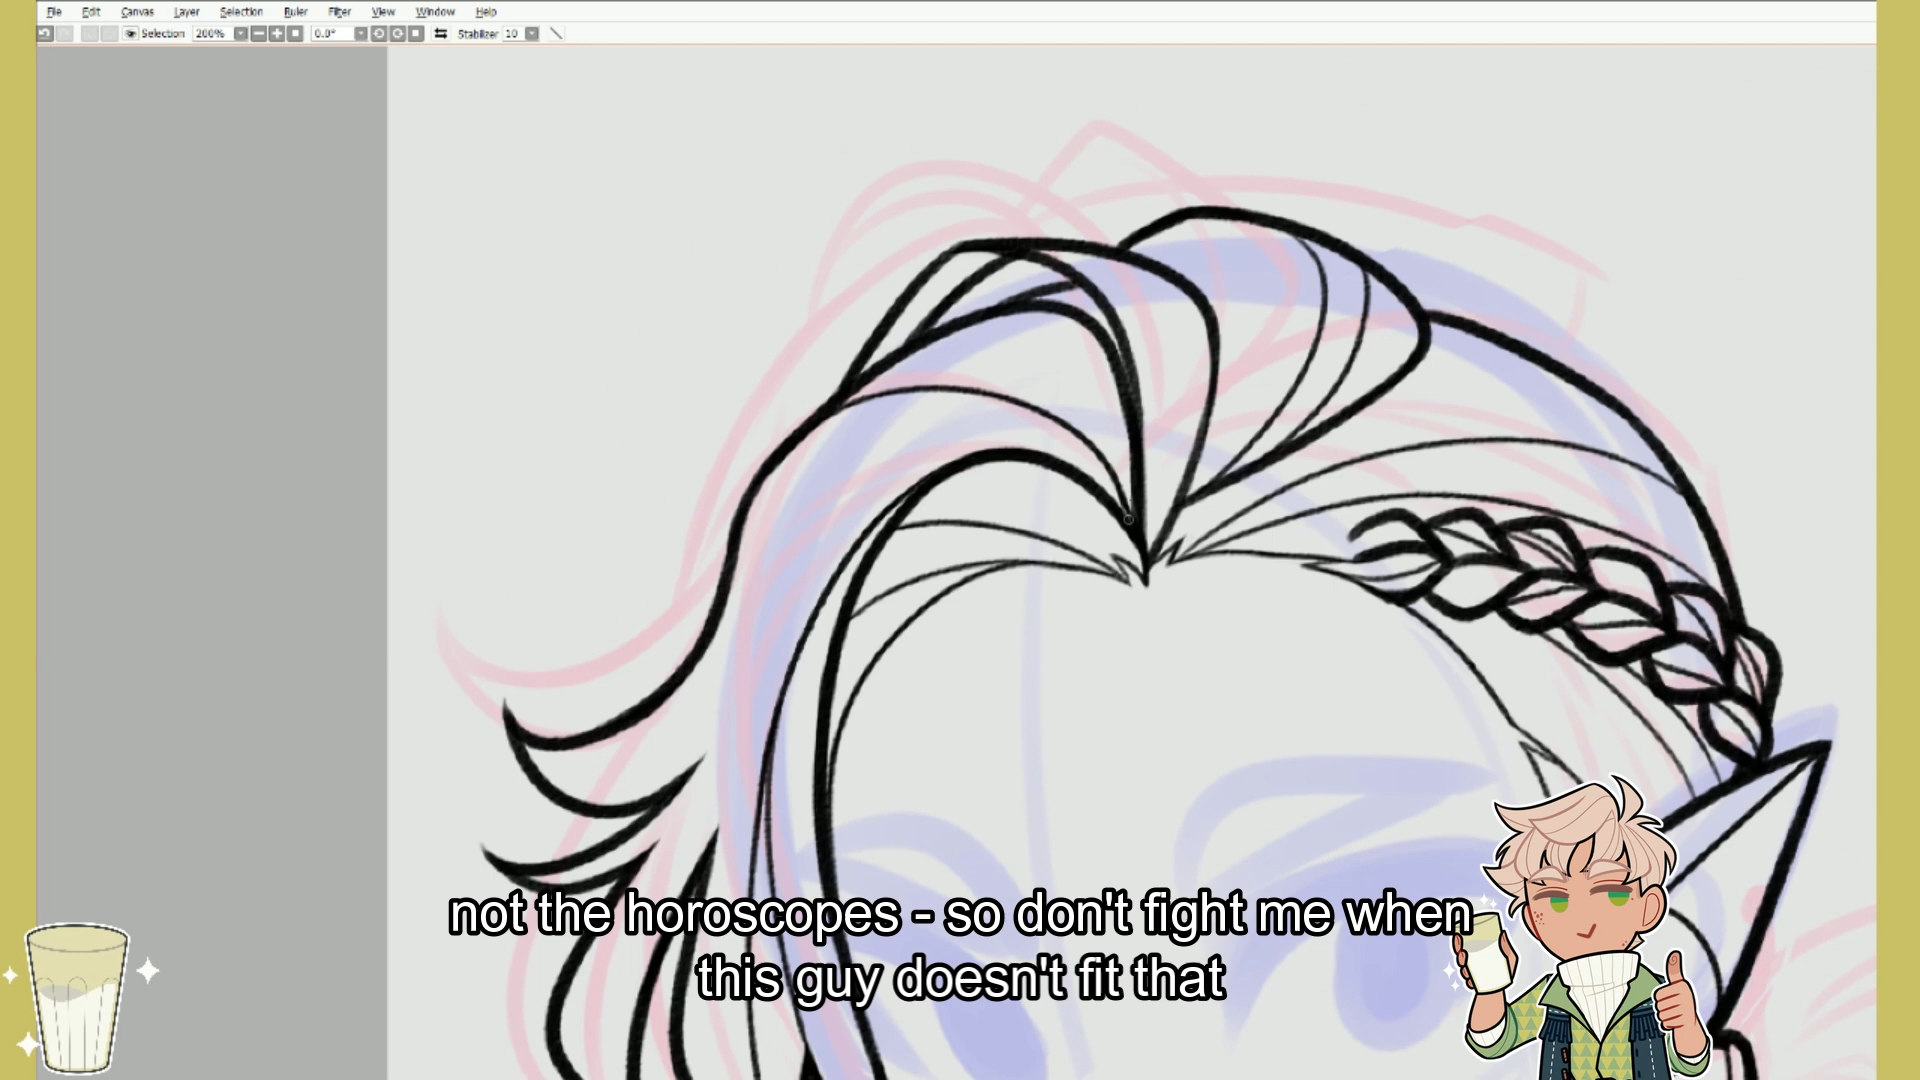 File Edit Canvas Layer Selection Ruler Filter View Window Help
Selection 200% 0.0° Stabilizer 10
not the horoscopes - so don't fight me when
this guy doesn't fit that